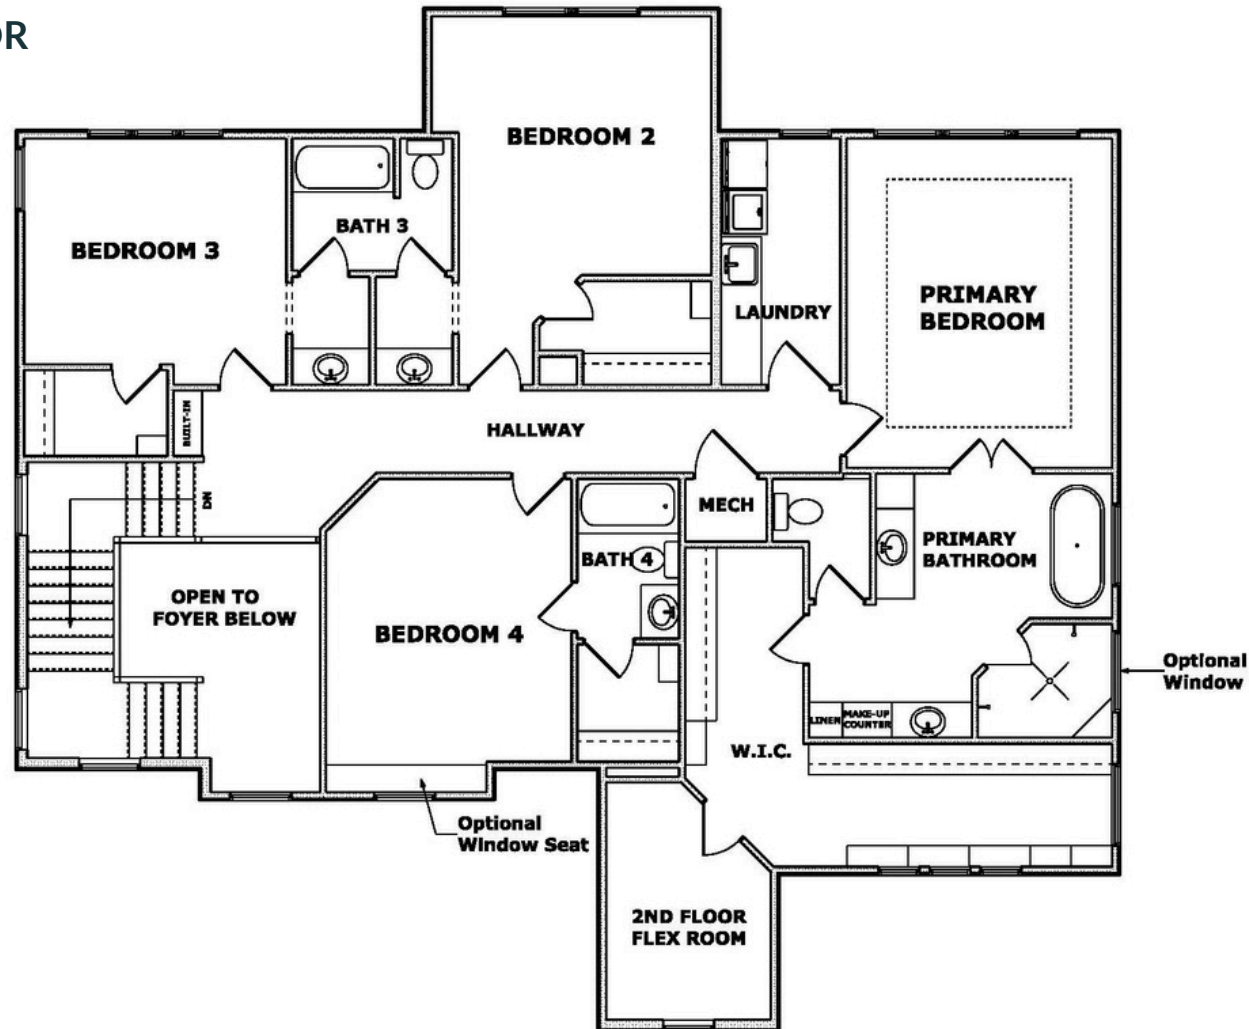 OR
BEDROOM 2
BATH 3
BEDROOM 3
PRIMARY
BEDROOM
LAUNDRY
BUILT-IN
HALLWAY
DN
MECH
PRIMARY
BATHROOM
BATH 4
OPEN TO
FOYER BELOW
BEDROOM 4
Optional
Window
LINEN
MAKE-UP
COUNTER
W.I.C.
Optional
Window Seat
2ND FLOOR
FLEX ROOM